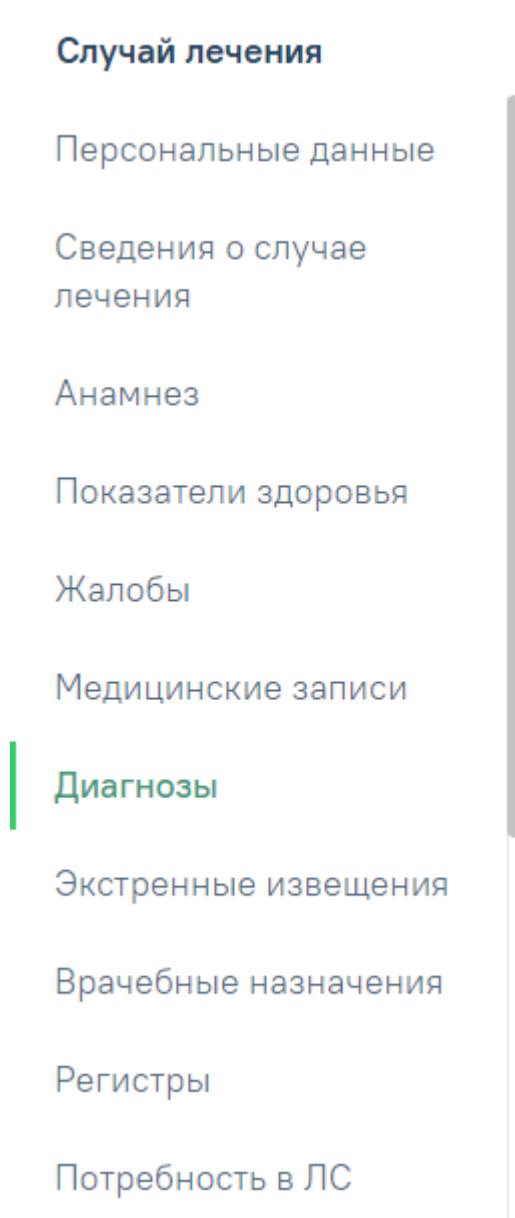 Случай лечения
Персональные данные
Сведения о случае
лечения
Анамнез
Показатели здоровья
Жалобы
Медицинские записи
Диагнозы
Экстренные извещения
Врачебные назначения
Регистры
Потребность в ЛС